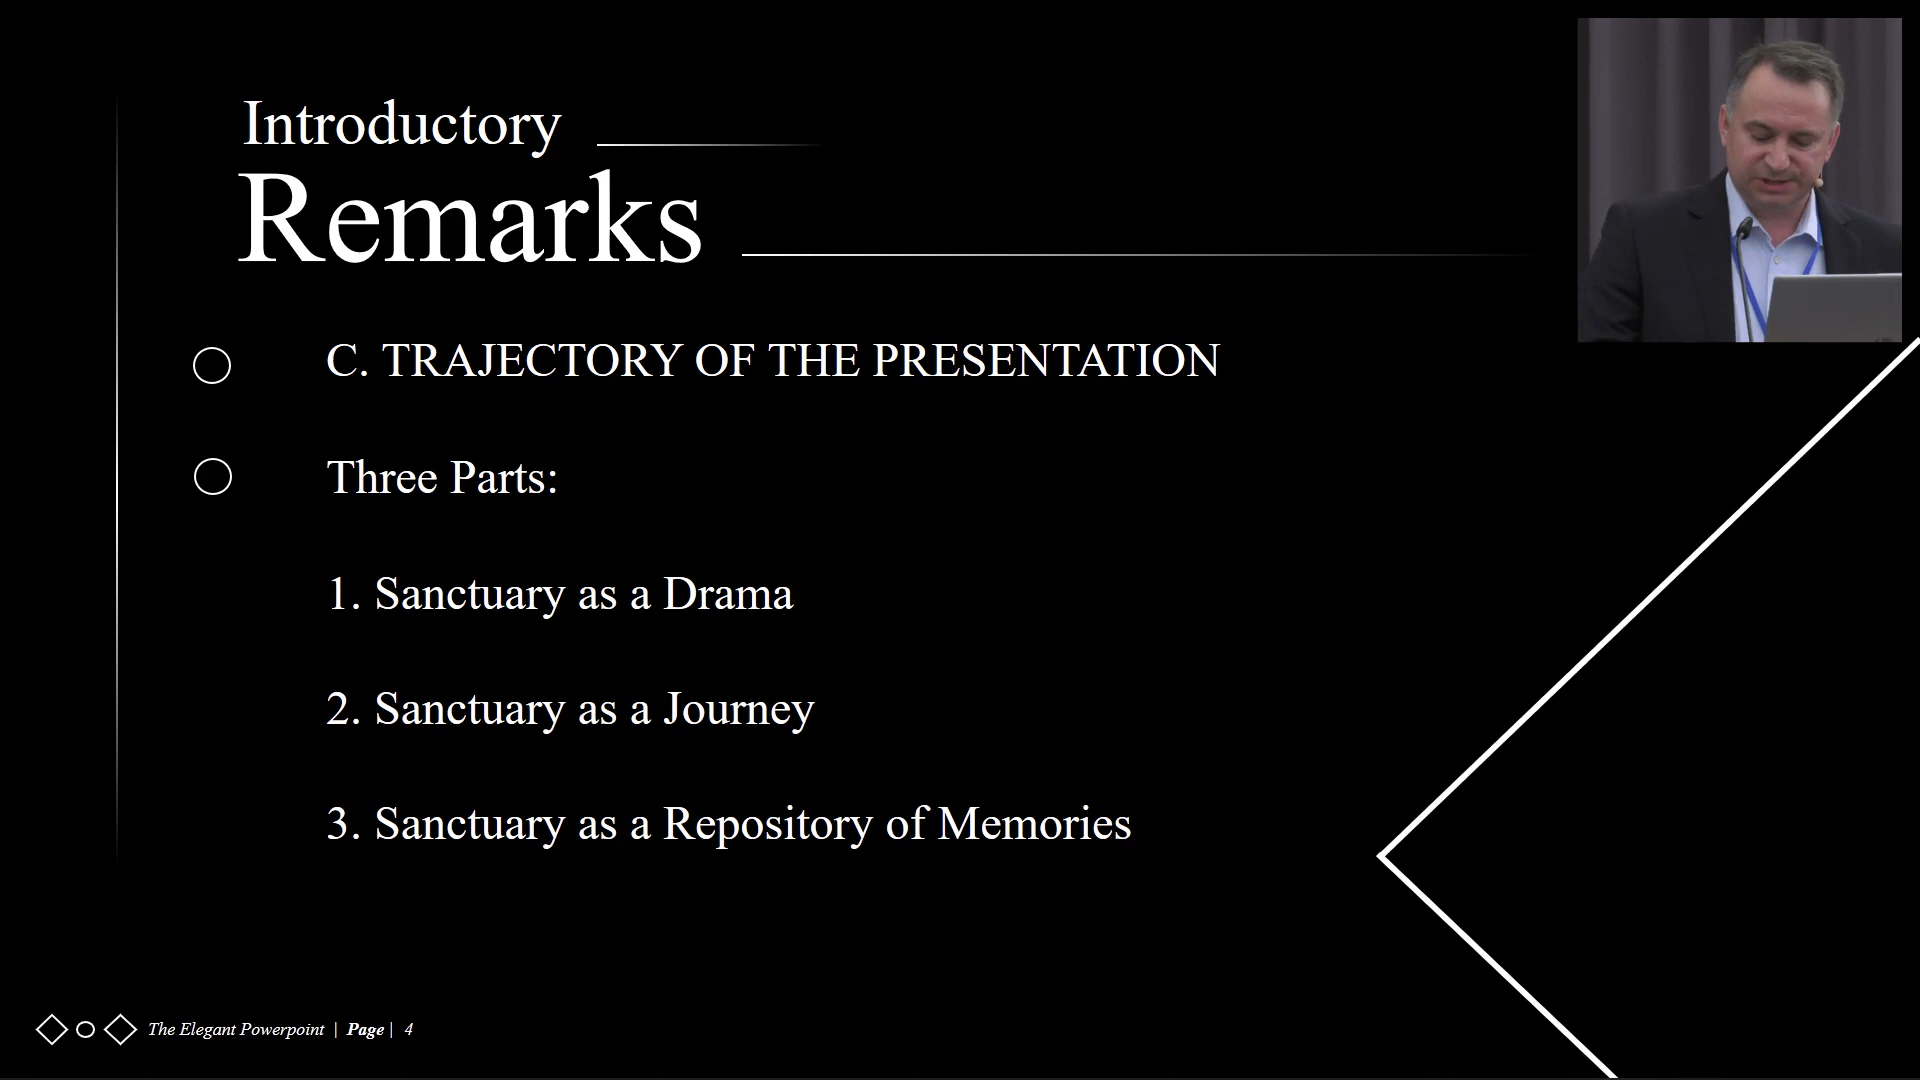 Introductory
Remarks
C. TRAJECTORY OF THE PRESENTATION
Three Parts:
1. Sanctuary as a Drama
2. Sanctuary as a Journey
3. Sanctuary as a Repository of Memories
The Elegant Powerpoint | Page | 4